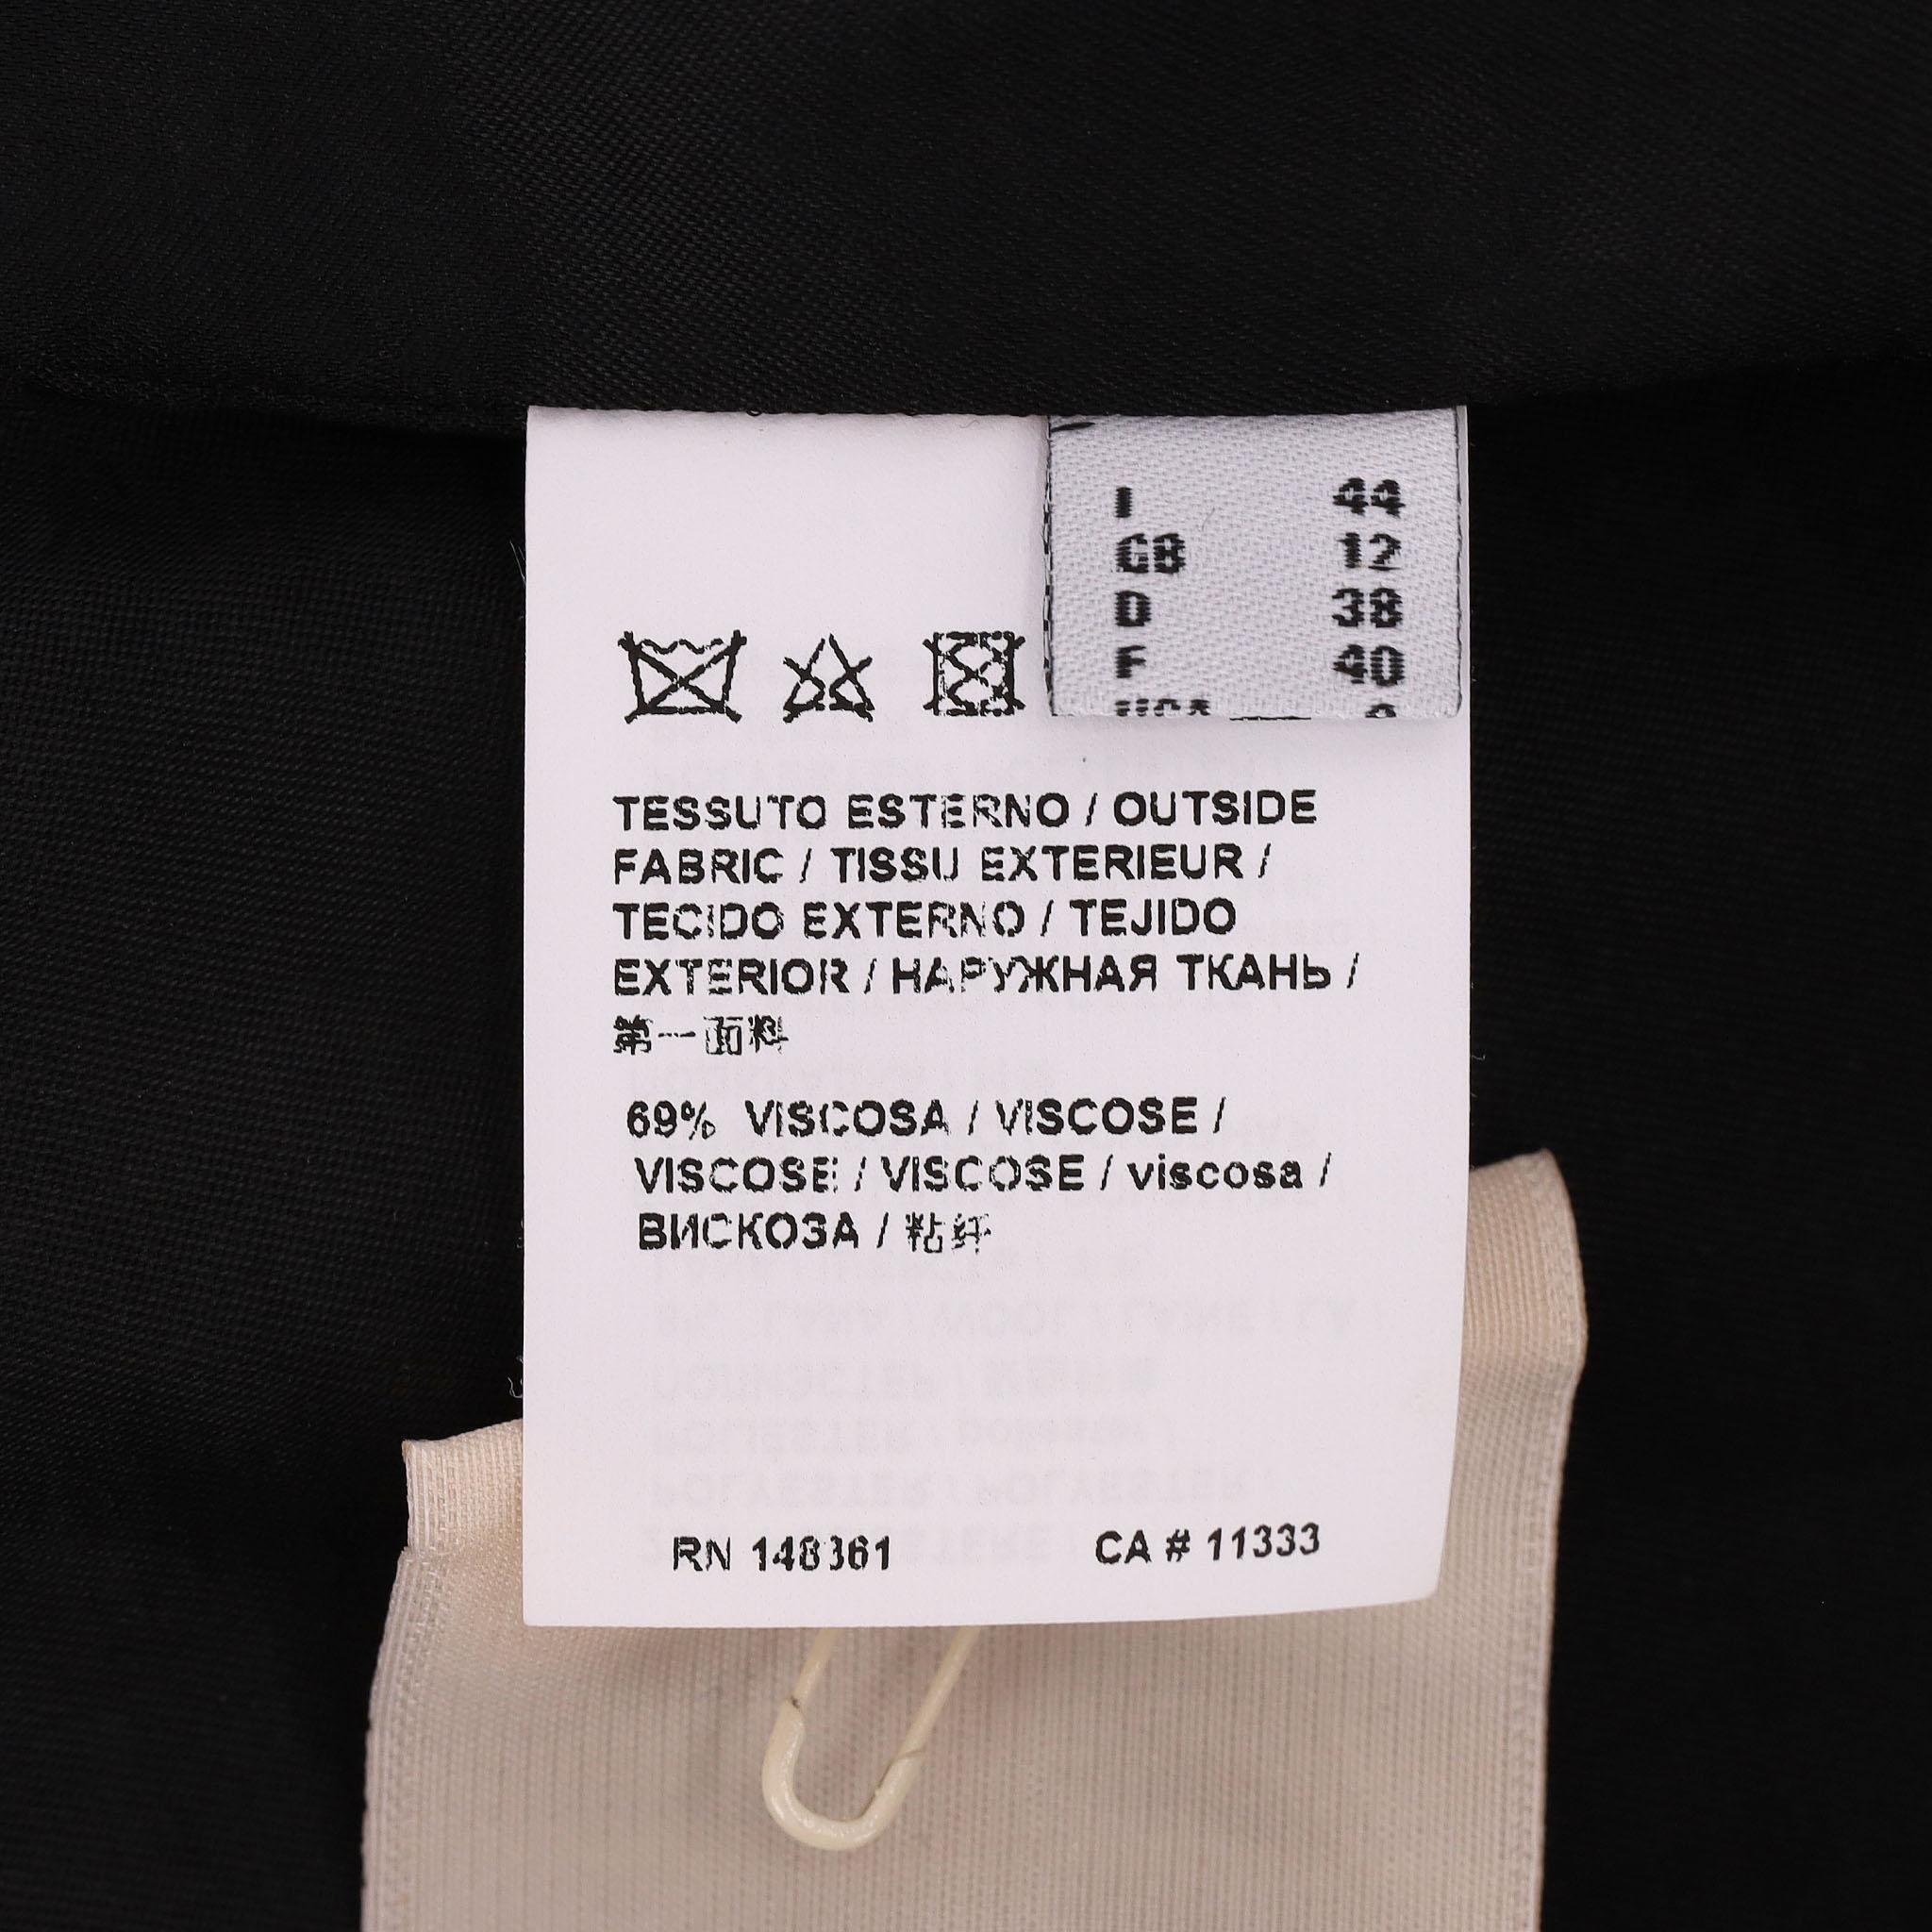 I 44
GB 12
D 38
F 40
TESSUTO ESTERNO / OUTSIDE
FABRIC / TISSU EXTERIEUR /
TECIDO EXTERNO / TEJIDO
EXTERIOR / НАРУЖНАЯ ТКАНЬ /
第一面料
69% VISCOSA / VISCOSE /
VISCOSE / VISCOSE / viscosa /
ВИСКОЗА / 粘纤
RN 148361 CA # 11333